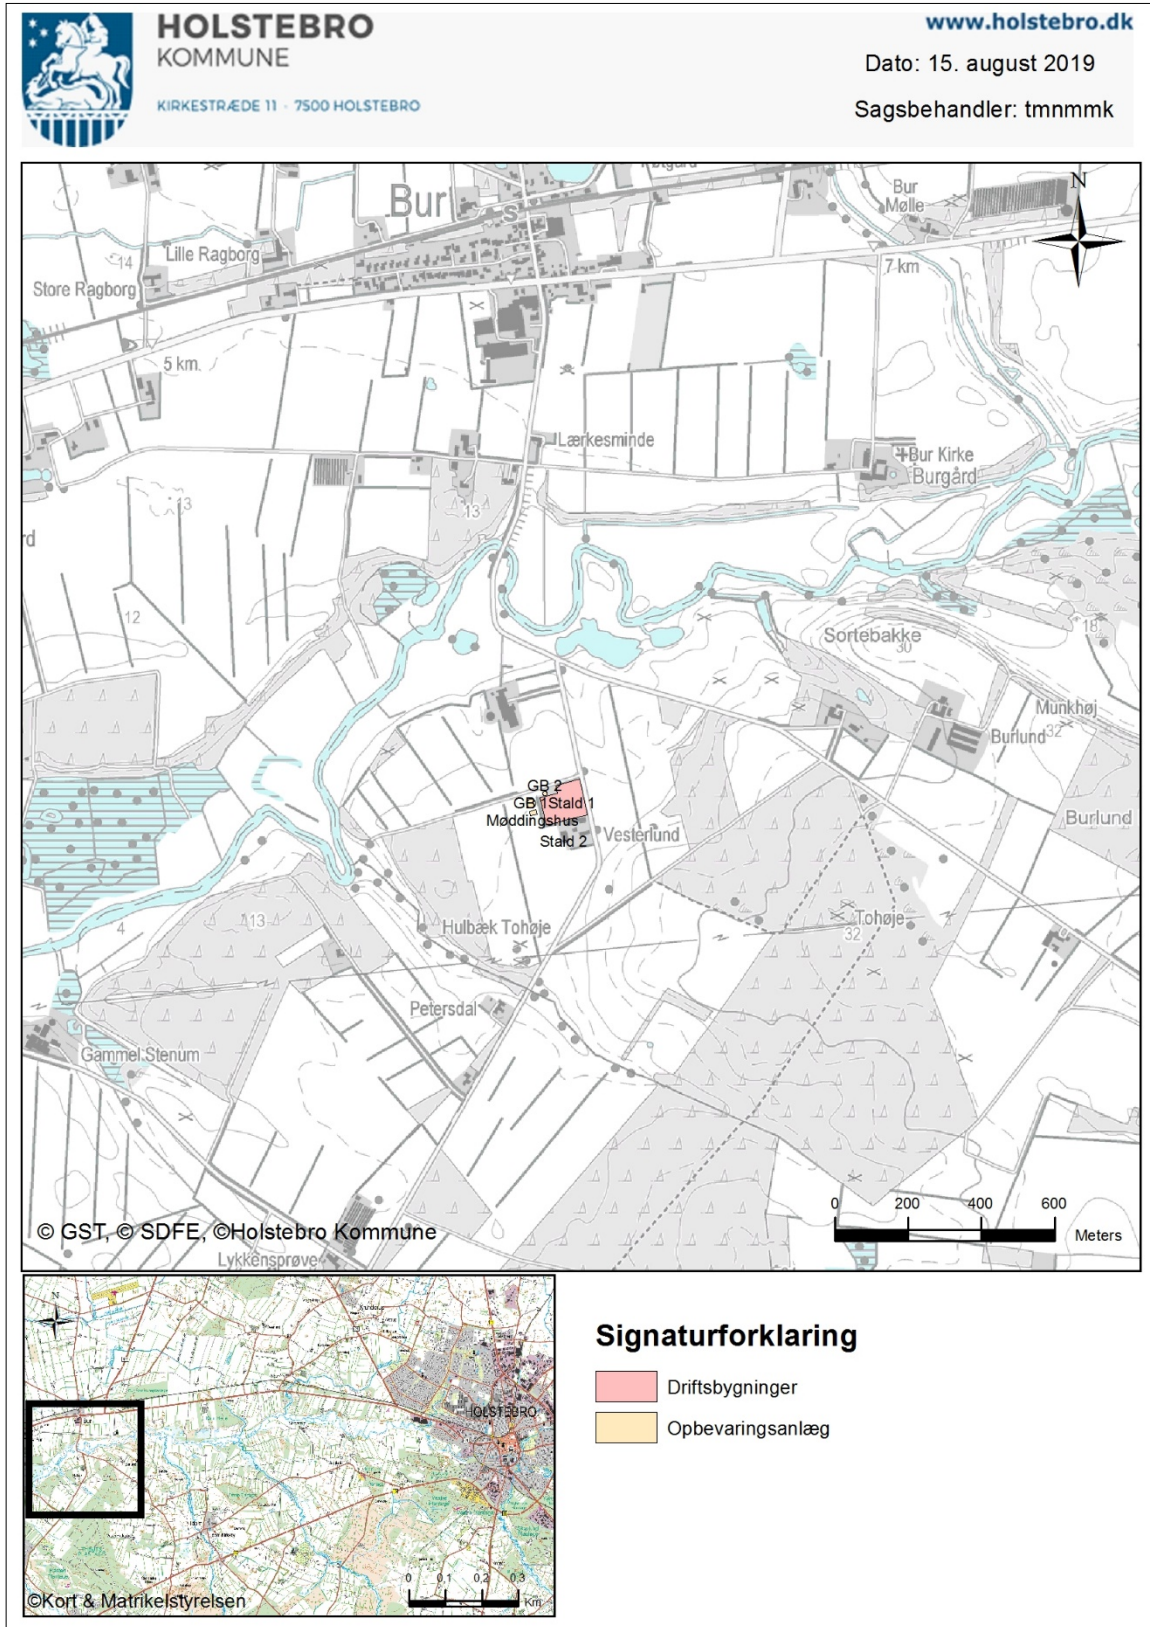 HOLSTEBRO
KOMMUNE
KIRKESTRÆDE 11 · 7500 HOLSTEBRO
www.holstebro.dk
Dato: 15. august 2019
Sagsbehandler: tmnmmk
N
Bur
S
Bur
Mølle
Lille Ragborg
14
Store Ragborg
7 km
5 km.
Lærkesminde
Bur Kirke
Burgård
13
13
rd
12
Sortebakke
30
18
Munkhøj
32
Burlund
GB 2
GB 1 Stald 1
Møddingshus
Stald 2
Vesterlund
Burlund
Tohøje
32
Hulbæk Tohøje
13
4
Petersdal
Gammel Stenum
Lykkensprøve
0 200 400 600
Meters
© GST, © SDFE, ©Holstebro Kommune
N
Bur
HOLSTEBRO
0 0,1 0,2 0,3
Km
©Kort & Matrikelstyrelsen
Signaturforklaring
Driftsbygninger
Opbevaringsanlæg